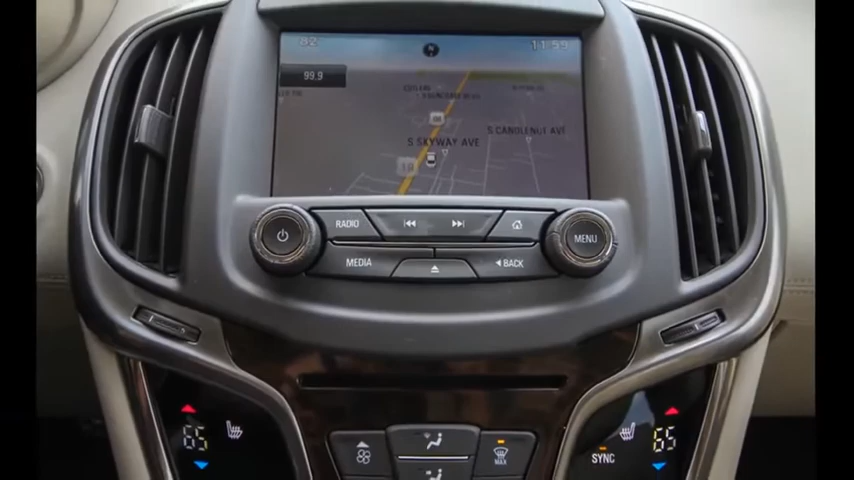 82
N
11:59
99.9
S CANDLENUT AVE
S SKYWAY AVE
RADIO
MENU
MEDIA
BACK
65
65
SYNC
MAX